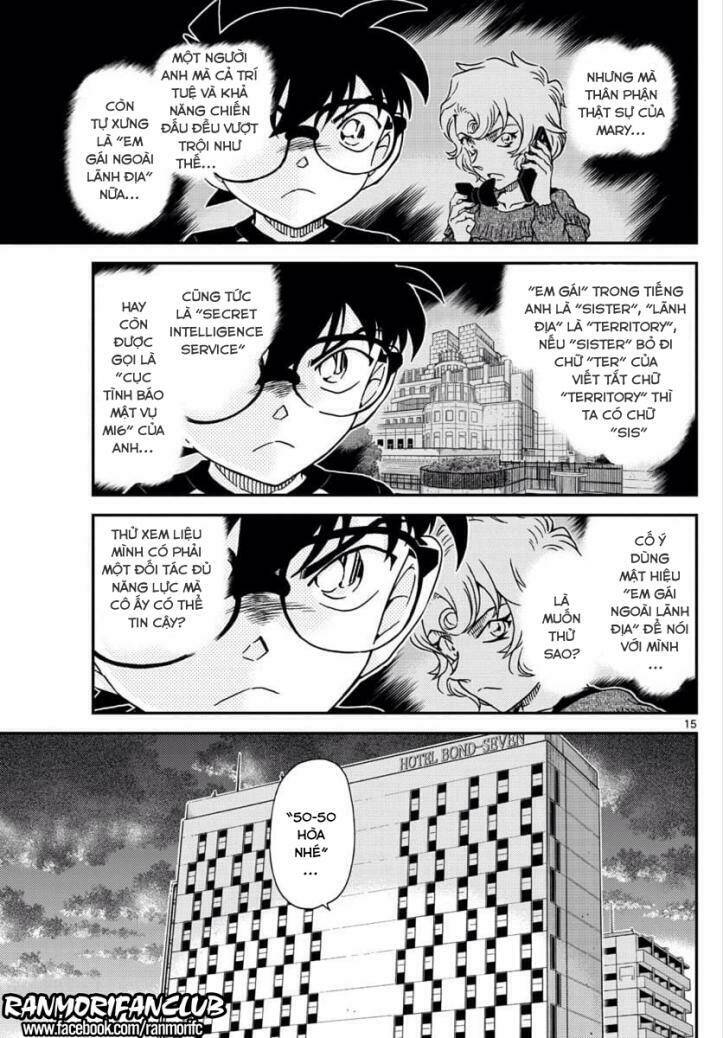 NHƯNG MÀ
THÂN PHẬN
THẬT SỰ CỦA
MARY...
MỘT NGƯỜI
ANH MÀ CẢ TRÍ
TUỆ VÀ KHẢ
NĂNG CHIẾN
ĐẤU ĐỀU VƯỢT
TRỘI NHƯ
THẾ...
CÒN
TỰ XƯNG
LÀ "EM
GÁI NGOÀI
LÃNH ĐỊA"
NỮA...
"EM GÁI" TRONG TIẾNG
ANH LÀ "SISTER", "LÃNH
ĐỊA" LÀ "TERRITORY",
NẾU "SISTER" BỎ ĐI
CHỮ "TER" CỦA
VIẾT TẮT CHỮ
"TERRITORY" THÌ
TA CÓ CHỮ
"SIS"
CŨNG TỨC
LÀ "SECRET
INTELLIGENCE
SERVICE"
HAY
CÒN
ĐƯỢC
GỌI LÀ
"CỤC
TÌNH BÁO
MẬT VỤ
MI6" CỦA
ANH...
CỐ Ý
DÙNG
MẬT HIỆU
"EM GÁI
NGOÀI LÃNH
ĐỊA" ĐỂ NÓI
VỚI MÌNH
...
LÀ
MUỐN
THỬ
SAO?
THỬ XEM LIỆU
MÌNH CÓ PHẢI
MỘT ĐỐI TÁC ĐỦ
NĂNG LỰC MÀ
CÔ ẤY CÓ THỂ
TIN CẬY?
15
HOTEL BOND-SEVEN
"50-50
HÒA
NHÉ"
...
RANMORIFANCLUB
www.facebook.com/ranmorifc